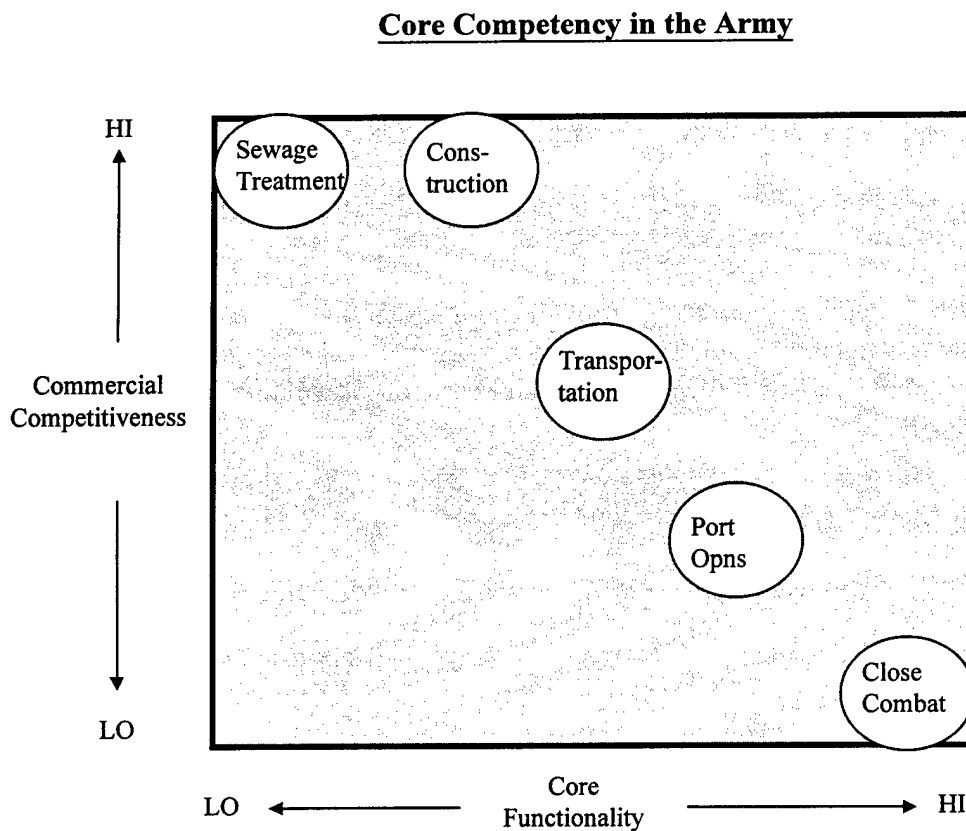 Core Competency in the Army
HI
Sewage
Treatment
Cons-
truction
Transpor-
tation
Commercial
Competitiveness
Port
Opns
Close
Combat
LO
LO
Core
Functionality
HI